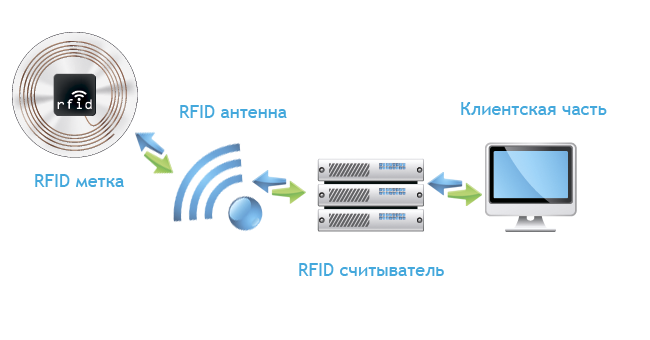 rfid
RFID метка
RFID антенна
RFID считыватель
Клиентская часть